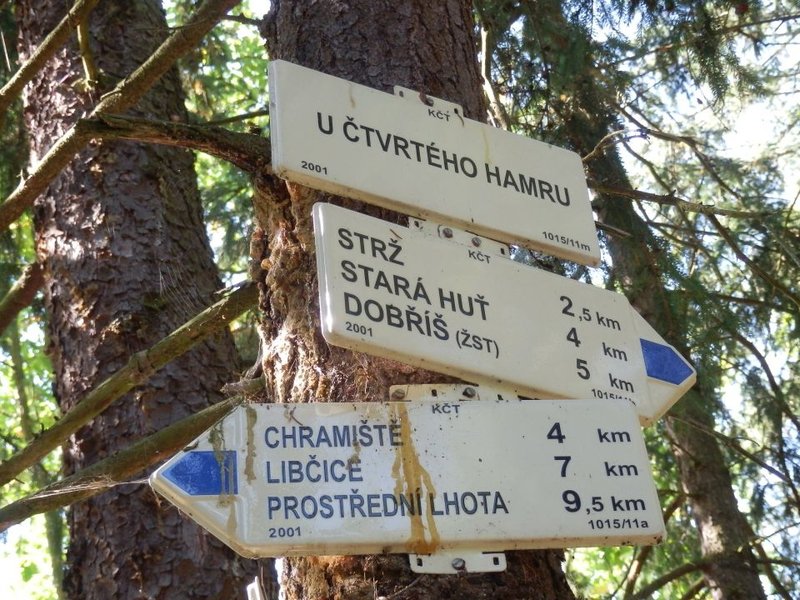 KČT
U ČTVRTÉHO HAMRU
2001
1015/11m
KČT
STRŽ 2,5 km
STARÁ HUŤ 4 km
DOBŘÍŠ (ŽST) 5 km
2001
KČT
CHRAMIŠTĚ 4 km
LIBČICE 7 km
PROSTŘEDNÍ LHOTA 9,5 km
2001 1015/11a